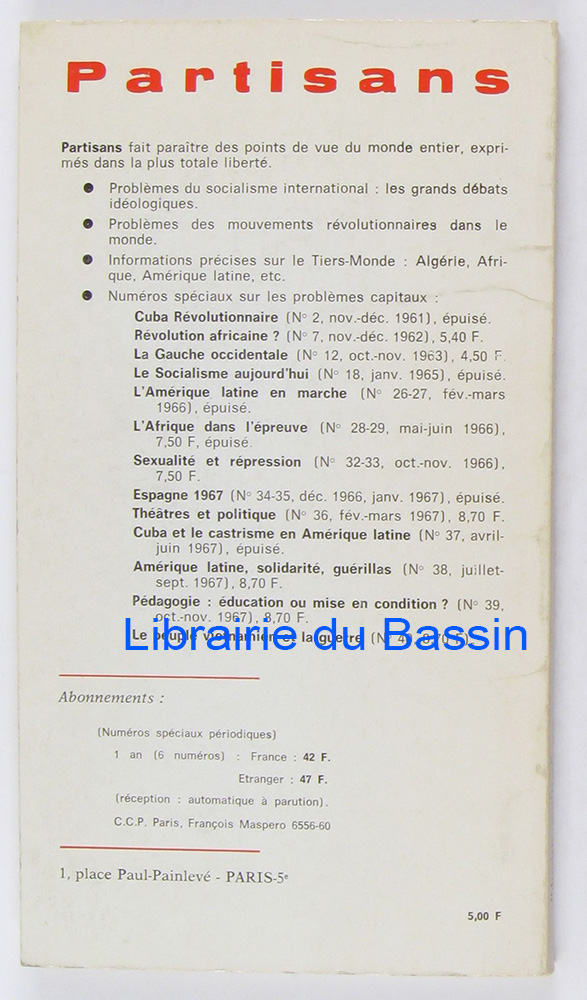 Partisans
Partisans fait paraître des points de vue du monde entier, expri-
més dans la plus totale liberté.
● Problèmes du socialisme international : les grands débats
idéologiques.
● Problèmes des mouvements révolutionnaires dans le
monde.
● Informations précises sur le Tiers-Monde : Algérie, Afri-
que, Amérique latine, etc.
● Numéros spéciaux sur les problèmes capitaux :
Cuba Révolutionnaire (N° 2, nov.-déc. 1961), épuisé.
Révolution africaine ? (N° 7, nov.-déc. 1962), 5,40 F.
La Gauche occidentale (N° 12, oct.-nov. 1963), 4,50 F.
Le Socialisme aujourd'hui (N° 18, janv. 1965), épuisé.
L'Amérique latine en marche (N° 26-27, fév.-mars
1966), épuisé.
L'Afrique dans l'épreuve (N° 28-29, mai-juin 1966),
7,50 F, épuisé.
Sexualité et répression (N° 32-33, oct.-nov. 1966),
7,50 F.
Espagne 1967 (N° 34-35, déc. 1966, janv. 1967), épuisé.
Théâtres et politique (N° 36, fév.-mars 1967), 8,70 F.
Cuba et le castrisme en Amérique latine (N° 37, avril-
juin 1967), épuisé.
Amérique latine, solidarité, guérillas (N° 38, juillet-
sept. 1967), 8,70 F.
Pédagogie : éducation ou mise en condition ? (N° 39,
oct.-nov. 1967), 8,70 F.
Le peuple vietnamien et la guerre (N° 40, 8,70 F).
Librairie du Bassin
Abonnements :
(Numéros spéciaux périodiques)
1 an (6 numéros) : France : 42 F.
Etranger : 47 F.
(réception : automatique à parution).
C.C.P. Paris, François Maspero 6556-60
1, place Paul-Painlevé - PARIS-5e
5,00 F